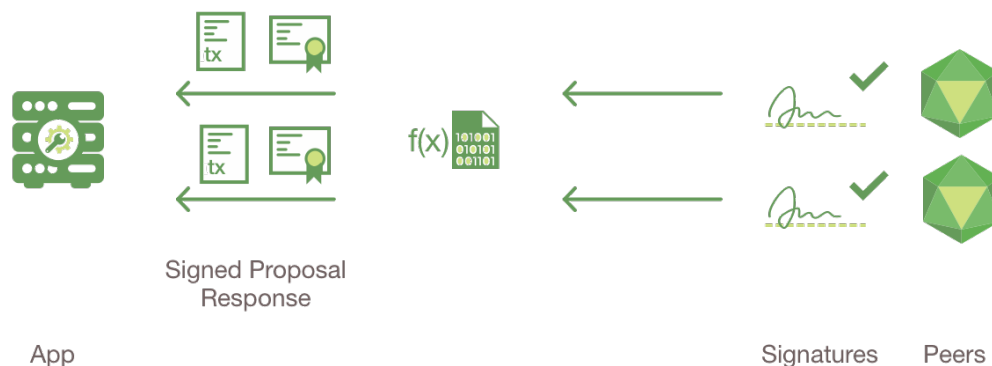 tx
tx
f(x)
101001
010101
001101
Signed Proposal
Response
App
Signatures
Peers